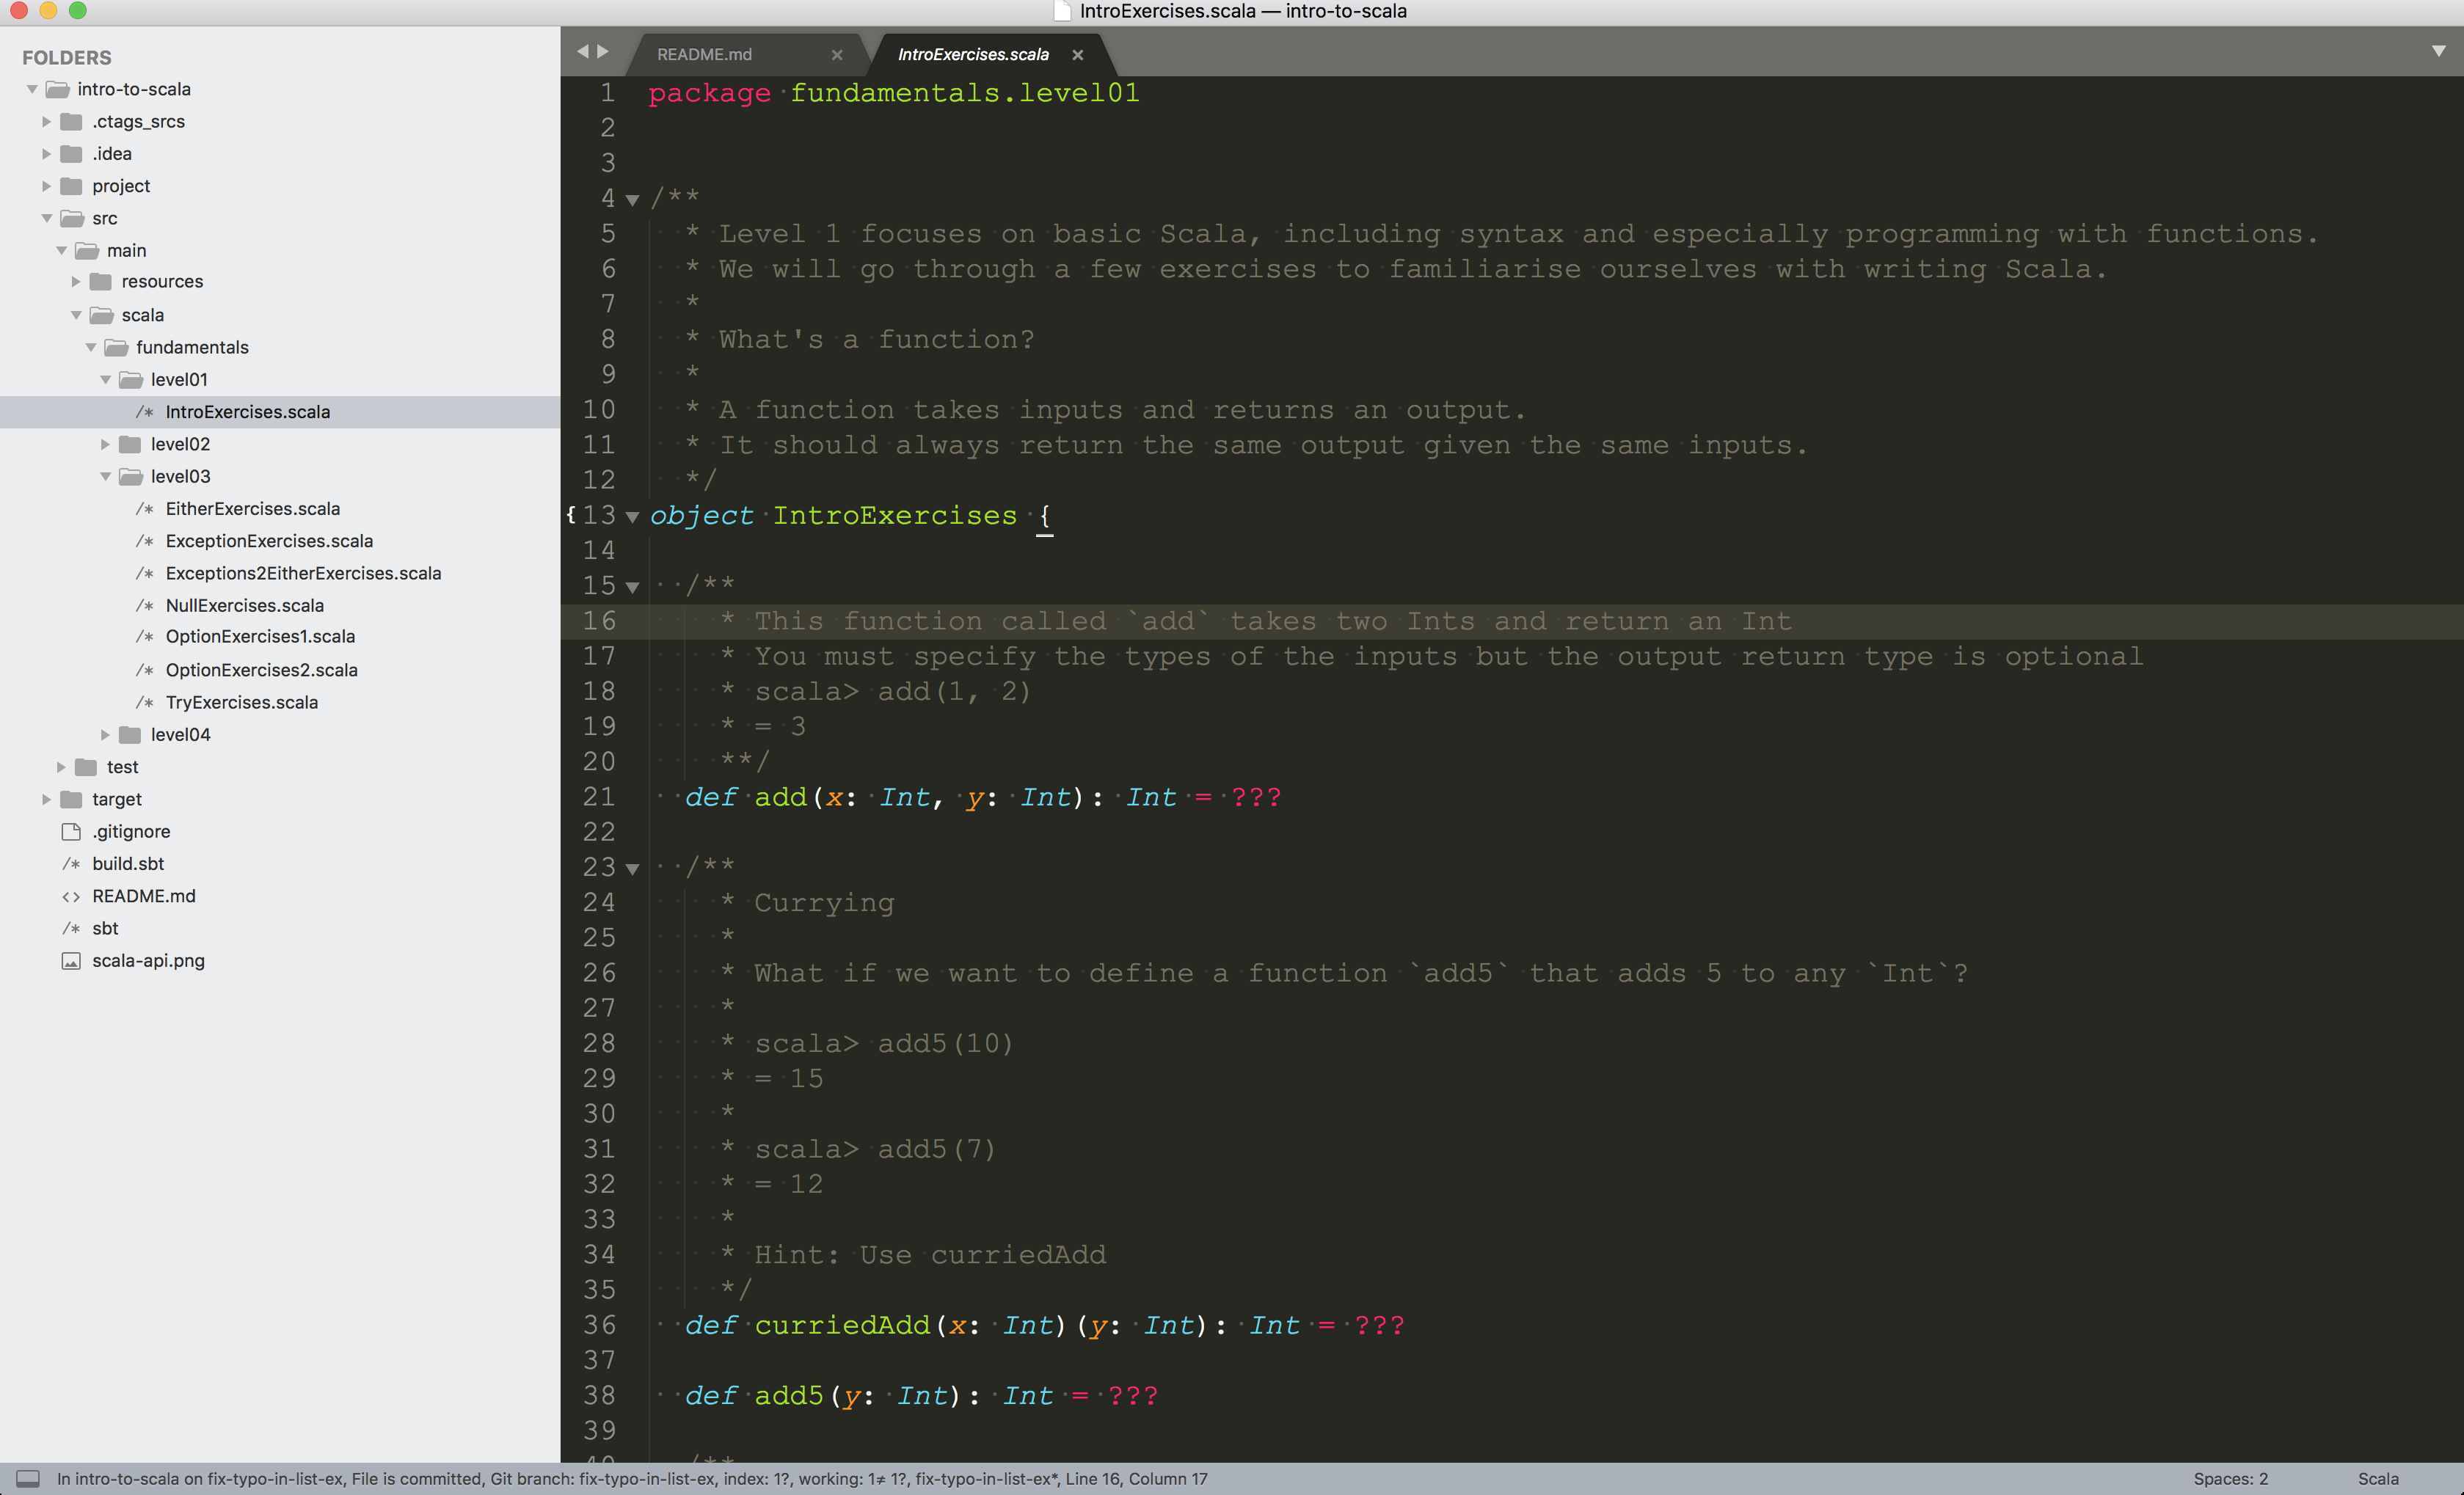 IntroExercises.scala — intro-to-scala
FOLDERS
intro-to-scala
.ctags_srcs
.idea
project
src
main
resources
scala
fundamentals
level01
/* IntroExercises.scala
level02
level03
/* EitherExercises.scala
/* ExceptionExercises.scala
/* Exceptions2EitherExercises.scala
/* NullExercises.scala
/* OptionExercises1.scala
/* OptionExercises2.scala
/* TryExercises.scala
level04
test
target
.gitignore
/* build.sbt
<> README.md
/* sbt
scala-api.png
README.md × IntroExercises.scala ×
1 package fundamentals.level01
2
3
4 /**
5   * Level 1 focuses on basic Scala, including syntax and especially programming with functions.
6   * We will go through a few exercises to familiarise ourselves with writing Scala.
7   *
8   * What's a function?
9   *
10   * A function takes inputs and returns an output.
11   * It should always return the same output given the same inputs.
12   */
{ 13 object IntroExercises {
14
15   /**
16     * This function called `add` takes two Ints and return an Int
17     * You must specify the types of the inputs but the output return type is optional
18     * scala> add(1, 2)
19     * = 3
20     **/
21   def add(x: Int, y: Int): Int = ???
22
23   /**
24     * Currying
25     *
26     * What if we want to define a function `add5` that adds 5 to any `Int`?
27     *
28     * scala> add5(10)
29     * = 15
30     *
31     * scala> add5(7)
32     * = 12
33     *
34     * Hint: Use curriedAdd
35     */
36   def curriedAdd(x: Int)(y: Int): Int = ???
37
38   def add5(y: Int): Int = ???
39
40   /**
In intro-to-scala on fix-typo-in-list-ex, File is committed, Git branch: fix-typo-in-list-ex, index: 1?, working: 1≠ 1?, fix-typo-in-list-ex*, Line 16, Column 17
Spaces: 2
Scala